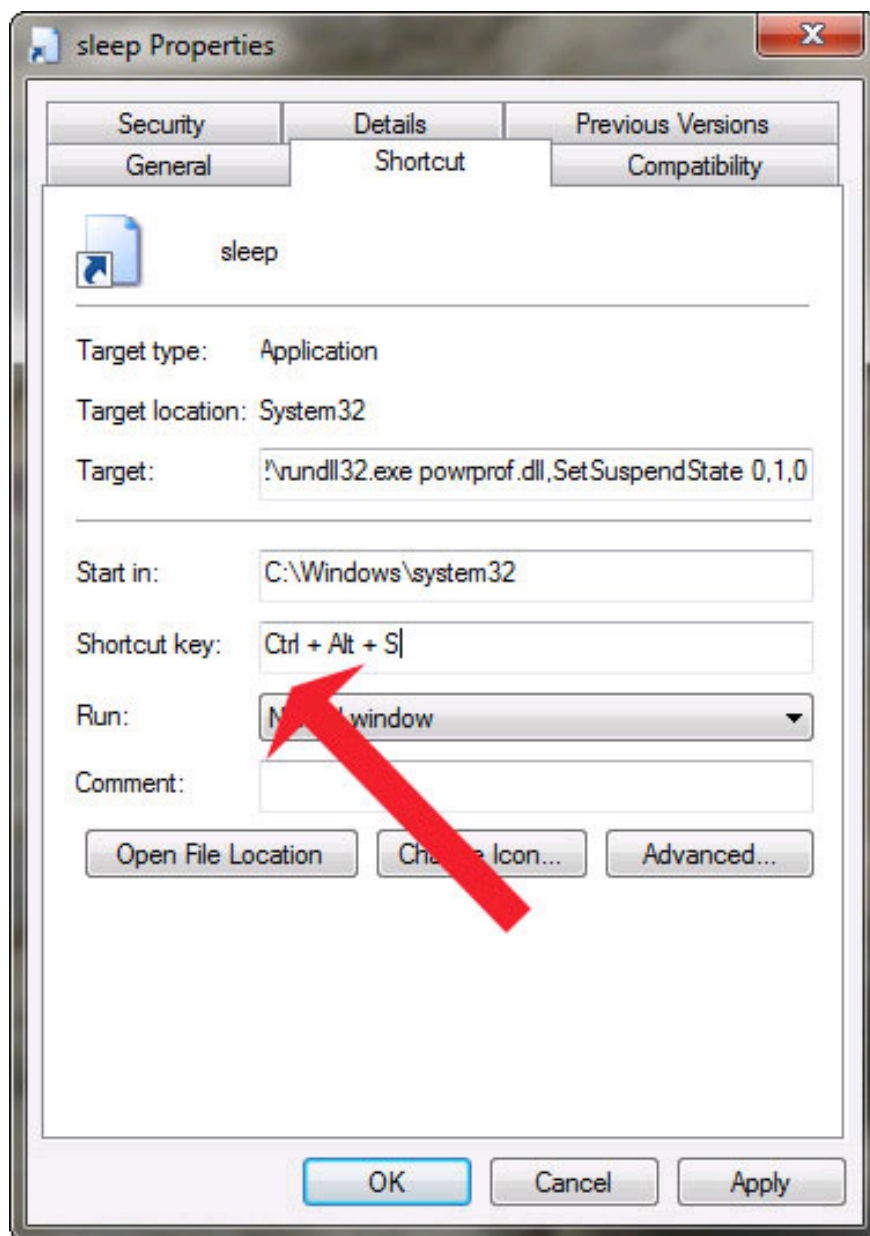 sleep Properties
Security Details Previous Versions
General Shortcut Compatibility
sleep
Target type: Application
Target location: System32
Target: \rundll32.exe powrprof.dll,SetSuspendState 0,1,0
Start in: C:\Windows\system32
Shortcut key: Ctrl + Alt + S
Run: window
Comment:
Open File Location Icon... Advanced...
OK Cancel Apply